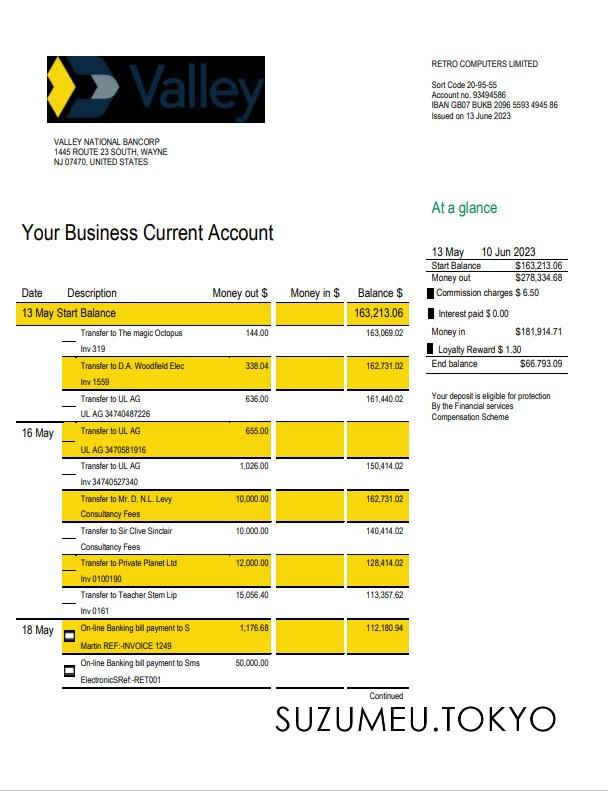 Valley
RETRO COMPUTERS LIMITED
Sort Code 20-95-55
Account no. 93494586
IBAN GB07 BUKB 2096 5593 4945 86
Issued on 13 June 2023
VALLEY NATIONAL BANCORP
1445 ROUTE 23 SOUTH, WAYNE
NJ 07470, UNITED STATES
At a glance
Your Business Current Account
13 May 10 Jun 2023
Start Balance $163,213.06
Money out $278,334.68
Commission charges $ 6.50
Interest paid $ 0.00
Money in $181,914.71
Loyalty Reward $ 1.30
End balance $66.793.09
Your deposit is eligible for protection
By the Financial services
Compensation Scheme
Date Description Money out $ Money in $ Balance $
13 May Start Balance 163,213.06
Transfer to The magic Octopus 144.00 163,069.02
Inv 319
Transfer to D.A. Woodfield Elec 338.04 162,731.02
Inv 1559
Transfer to UL AG 636.00 161,440.02
UL AG 34740487226
16 May Transfer to UL AG 655.00
UL AG 3470581916
Transfer to UL AG 1,026.00 150,414.02
Inv 34740527340
Transfer to Mr. D. N.L. Levy 10,000.00 162,731.02
Consultancy Fees
Transfer to Sir Clive Sinclair 10,000.00 140,414.02
Consultancy Fees
Transfer to Private Planet Ltd 12,000.00 128,414.02
Inv 0100190
Transfer to Teacher Stem Lip 15,056.40 113,357.62
Inv 0161
18 May On-line Banking bill payment to S 1,176.68 112,180.94
Martin REF:-INVOICE 1249
On-line Banking bill payment to Sms 50,000.00
ElectronicSRef:-RET001
Continued
SUZUMEU.TOKYO